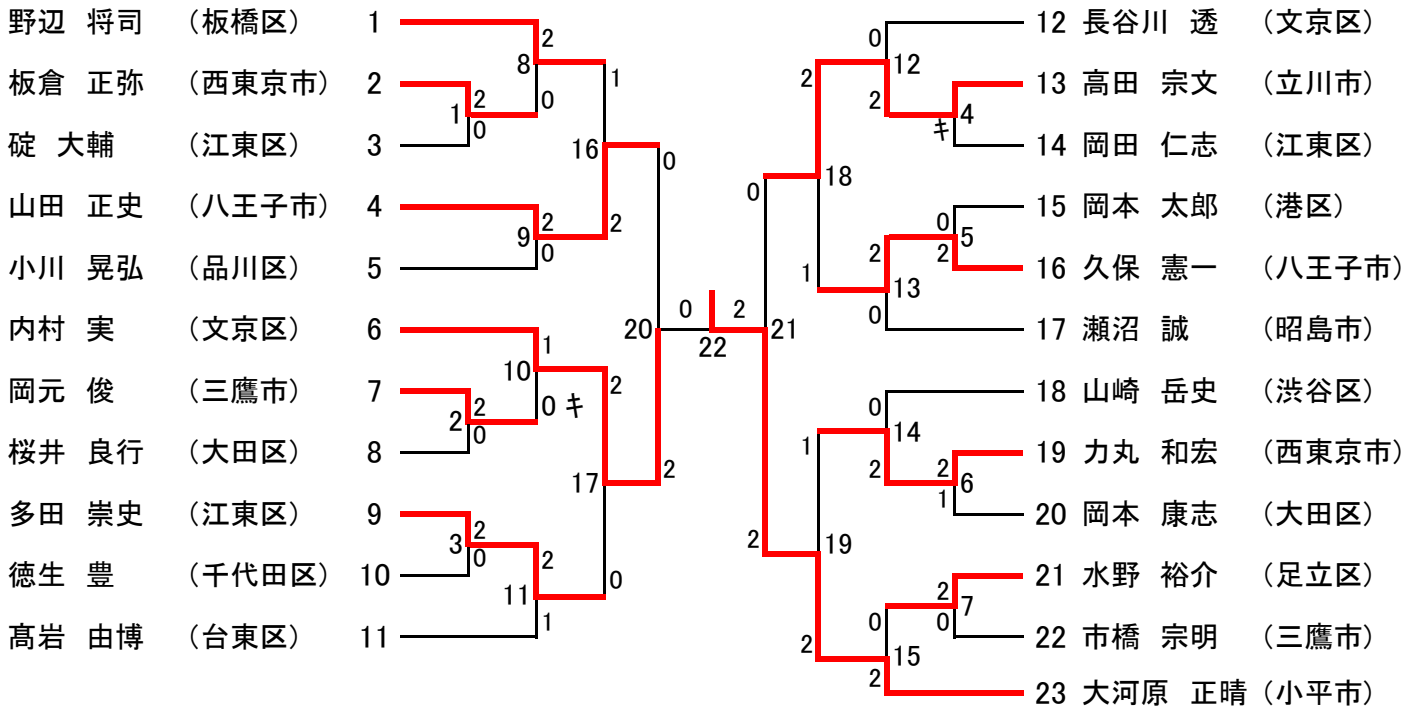 野辺 将司 （板橋区） 1
板倉 正弥 （西東京市） 2
碇 大輔 （江東区） 3
山田 正史 （八王子市） 4
小川 晃弘 （品川区） 5
内村 実 （文京区） 6
岡元 俊 （三鷹市） 7
桜井 良行 （大田区） 8
多田 崇史 （江東区） 9
徳生 豊 （千代田区） 10
髙岩 由博 （台東区） 11
2
8
0
1
2
0
1
16
0
2
9
0
2
1
10
0 キ
2
2
0
2
17
2
3
0
2
11
1
0
20
2
0
22
2
21
0
2
0
12
2
4
キ
2
18
1
0
5
2
2
13
0
0
14
2
2
6
1
1
19
2
2
7
0
0
15
2
12 長谷川 透 （文京区）
13 高田 宗文 （立川市）
14 岡田 仁志 （江東区）
15 岡本 太郎 （港区）
16 久保 憲一 （八王子市）
17 瀬沼 誠 （昭島市）
18 山崎 岳史 （渋谷区）
19 力丸 和宏 （西東京市）
20 岡本 康志 （大田区）
21 水野 裕介 （足立区）
22 市橋 宗明 （三鷹市）
23 大河原 正晴 （小平市）